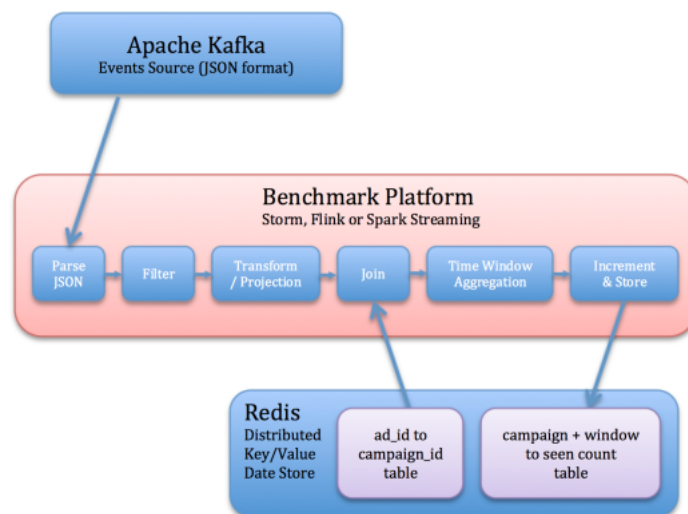 Apache Kafka
Events Source (JSON format)
Benchmark Platform
Storm, Flink or Spark Streaming
Parse
JSON
Filter
Transform
/ Projection
Join
Time Window
Aggregation
Increment
& Store
Redis
Distributed
Key/Value
Date Store
ad_id to
campaign_id
table
campaign + window
to seen count
table